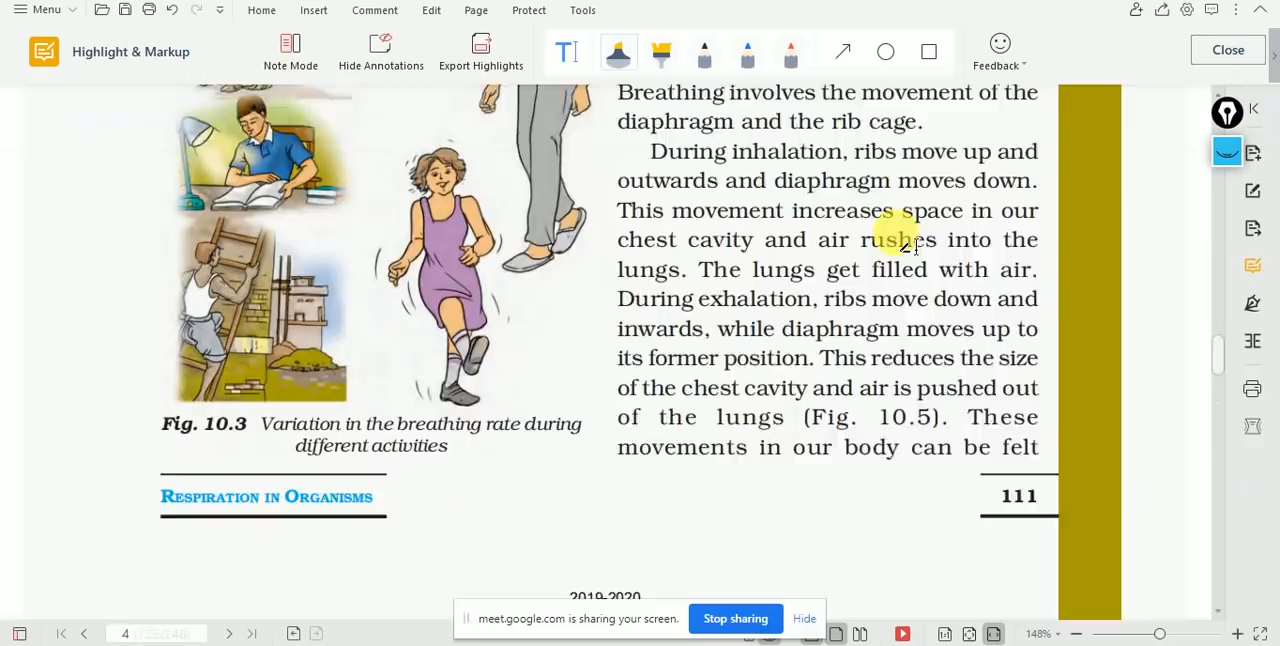 Menu
Home
Insert
Comment
Edit
Page
Protect
Tools
Highlight & Markup
Note Mode
Hide Annotations
Export Highlights
Feedback
Close
Breathing involves the movement of the
diaphragm and the rib cage.
During inhalation, ribs move up and
outwards and diaphragm moves down.
This movement increases space in our
chest cavity and air rushes into the
lungs. The lungs get filled with air.
During exhalation, ribs move down and
inwards, while diaphragm moves up to
its former position. This reduces the size
of the chest cavity and air is pushed out
of the lungs (Fig. 10.5). These
movements in our body can be felt
Fig. 10.3 Variation in the breathing rate during
different activities
RESPIRATION IN ORGANISMS
111
2019-2020
meet.google.com is sharing your screen.
Stop sharing
Hide
4 (125/246)
148%